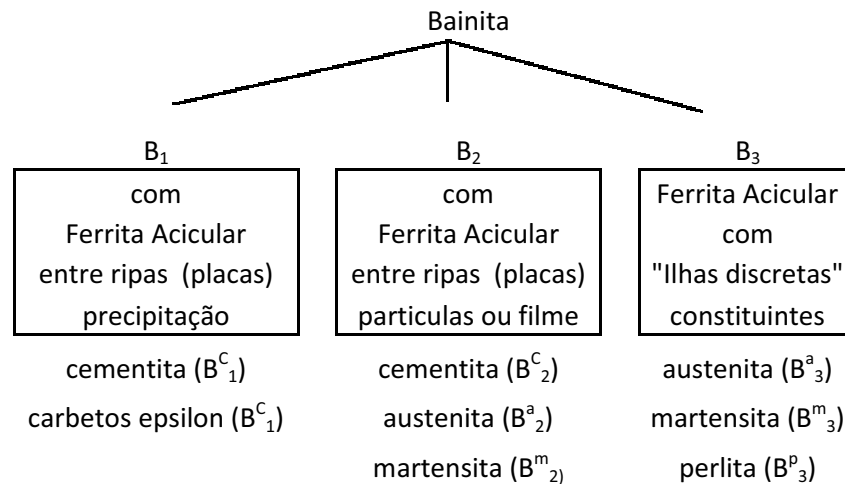 Bainita
B₁
com
Ferrita Acicular
entre ripas (placas)
precipitação
cementita (Bᶜ₁)
carbetos epsilon (Bᶜ₁)
B₂
com
Ferrita Acicular
entre ripas (placas)
particulas ou filme
cementita (Bᶜ₂)
austenita (Bᵃ₂)
martensita (Bᵐ₂)
B₃
Ferrita Acicular
com
"Ilhas discretas"
constituintes
austenita (Bᵃ₃)
martensita (Bᵐ₃)
perlita (Bᵖ₃)